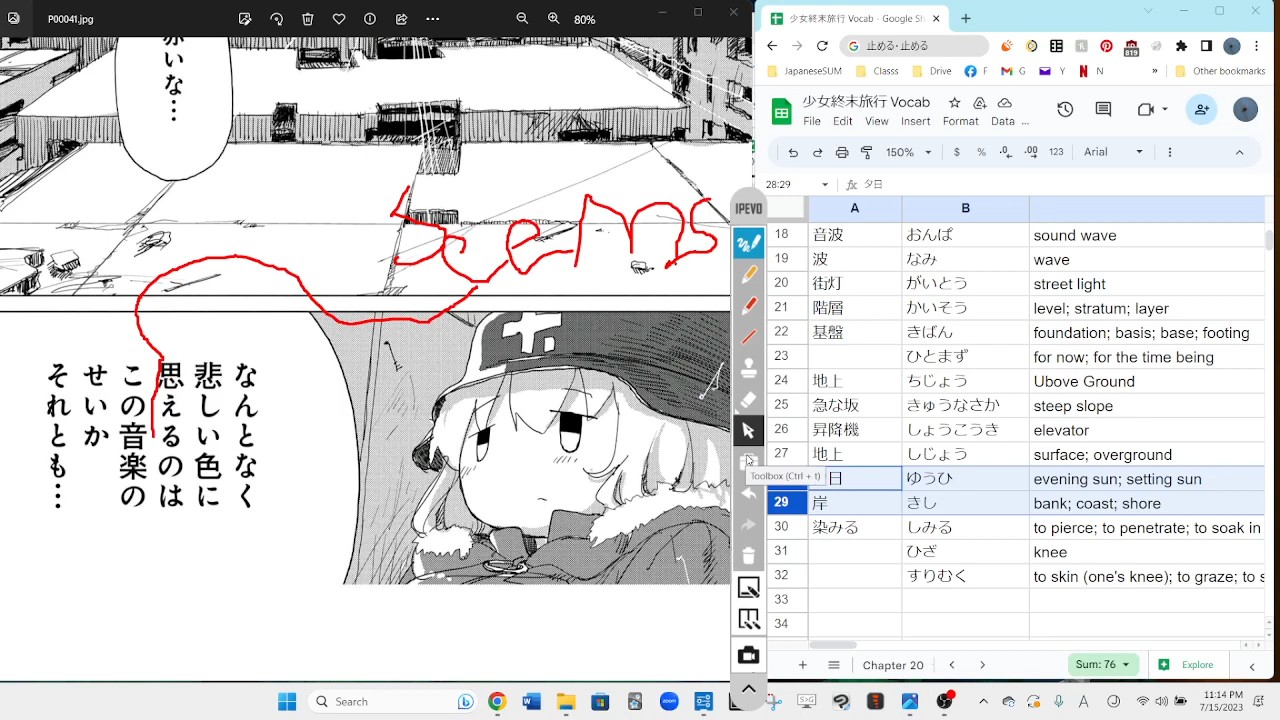 P00041.jpg
80%
赤いな…
seems
なんとなく
悲しい色に
思えるのは
この音楽の
せいか
それとも…
少女終末旅行 Vocab - Google Sh
止める・止める
JapaneseSUM
Classs
Drive
F
M G
Y
N
»
Other bookmarks
少女終末旅行 Vocab
File Edit View Insert Format Data ...
150%
$ % .0 .00 123 Arial
28:29
fx 夕日
IPEVO
A B
18 音波 おんぱ sound wave
19 波 なみ wave
20 街灯 がいとう street light
21 階層 かいそう level; stratum; layer
22 基盤 きばん foundation; basis; base; footing
23 ひとまず for now; for the time being
24 地上 ちじょう Ubove Ground
25 急な坂 きゅうなさか steep slope
26 昇降機 しょうこうき elevator
27 地上 しじょう surface; overground
日 ゆうひ evening sun; setting sun
Toolbox (Ctrl + t)
29 岸 きし bank; coast; shore
30 染みる しみる to pierce; to penetrate; to soak in
31 ひざ knee
32 すりむく to skin (one's knee); to graze; to s
33
34
Chapter 20
Sum: 76
Explore
Search
zoom
11:14 PM
7/15/2023